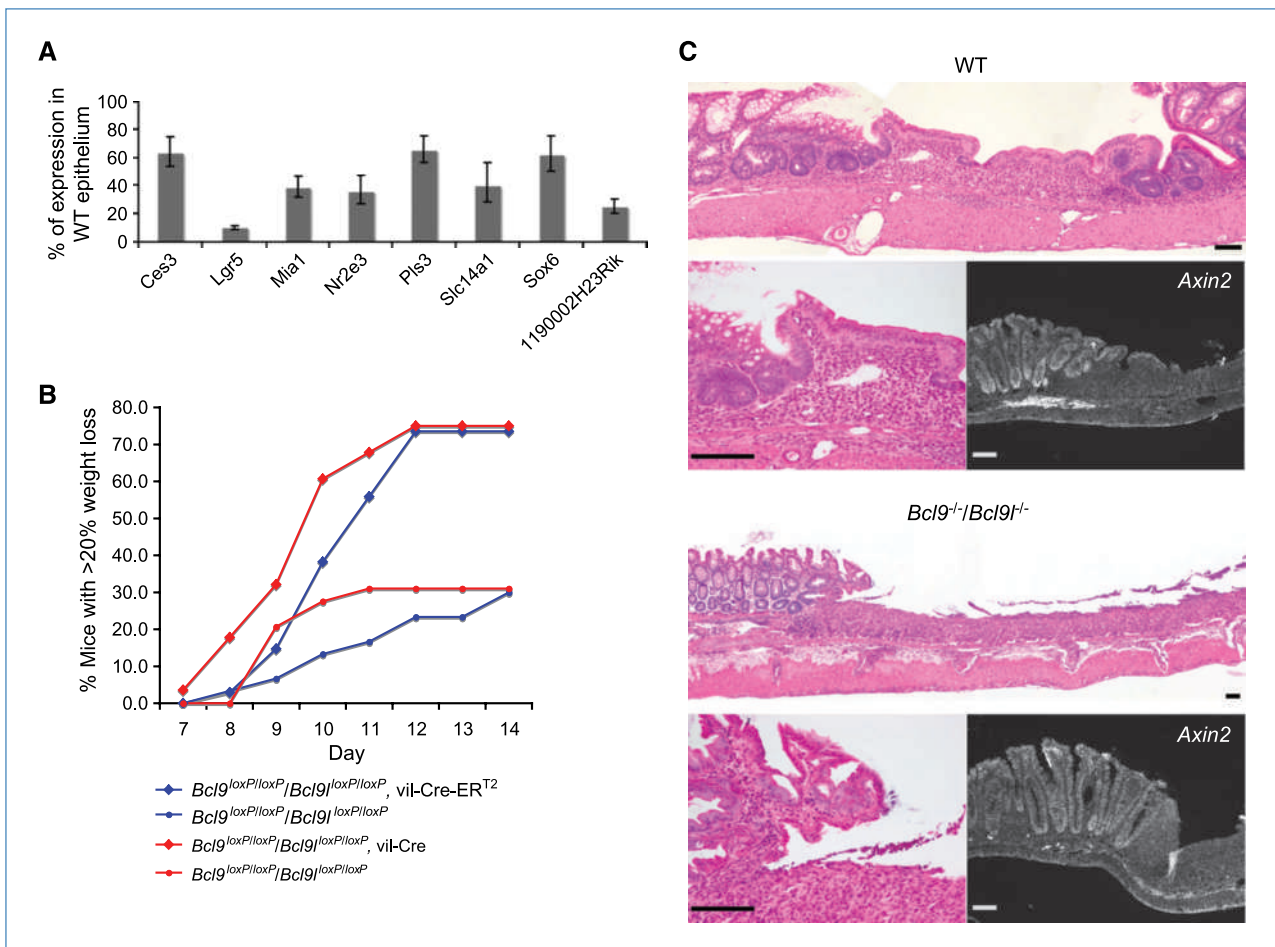 A
% of expression in
WT epithelium
100
80
60
40
20
0
Ces3
Lgr5
Mia1
Nr2e3
Pls3
Slc14a1
Sox6
1190002H23Rik
B
% Mice with >20% weight loss
80.0
70.0
60.0
50.0
40.0
30.0
20.0
10.0
0.0
7 8 9 10 11 12 13 14
Day
Bcl9loxP/loxP/Bcl9lloxP/loxP, vil-Cre-ERT2
Bcl9loxP/loxP/Bcl9lloxP/loxP
Bcl9loxP/loxP/Bcl9lloxP/loxP, vil-Cre
Bcl9loxP/loxP/Bcl9lloxP/loxP
C
WT
Axin2
Bcl9-/-/Bcl9l-/-
Axin2